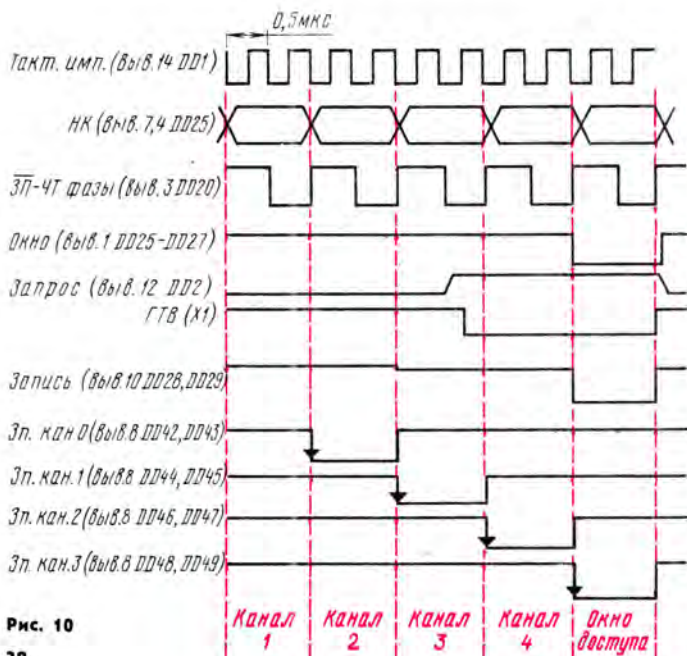 0,5мкс
Такт. имп. (выв. 14 DD1)
НК (выв. 7,4 DD25)
ЗП-ЧТ фазы (выв. 3 DD20)
Окно (выв. 1 DD25-DD27)
Запрос (выв. 12 DD2)
ГТВ (X1)
Запись (выв. 10 DD28, DD29)
Зп. кан 0 (выв. 8 DD42, DD43)
Зп. кан. 1 (выв. 8 DD44, DD45)
Зп. кан. 2 (выв. 8 DD46, DD47)
Зп. кан. 3 (выв. 8 DD48, DD49)
Канал 1
Канал 2
Канал 3
Канал 4
Окно доступа
Рис. 10